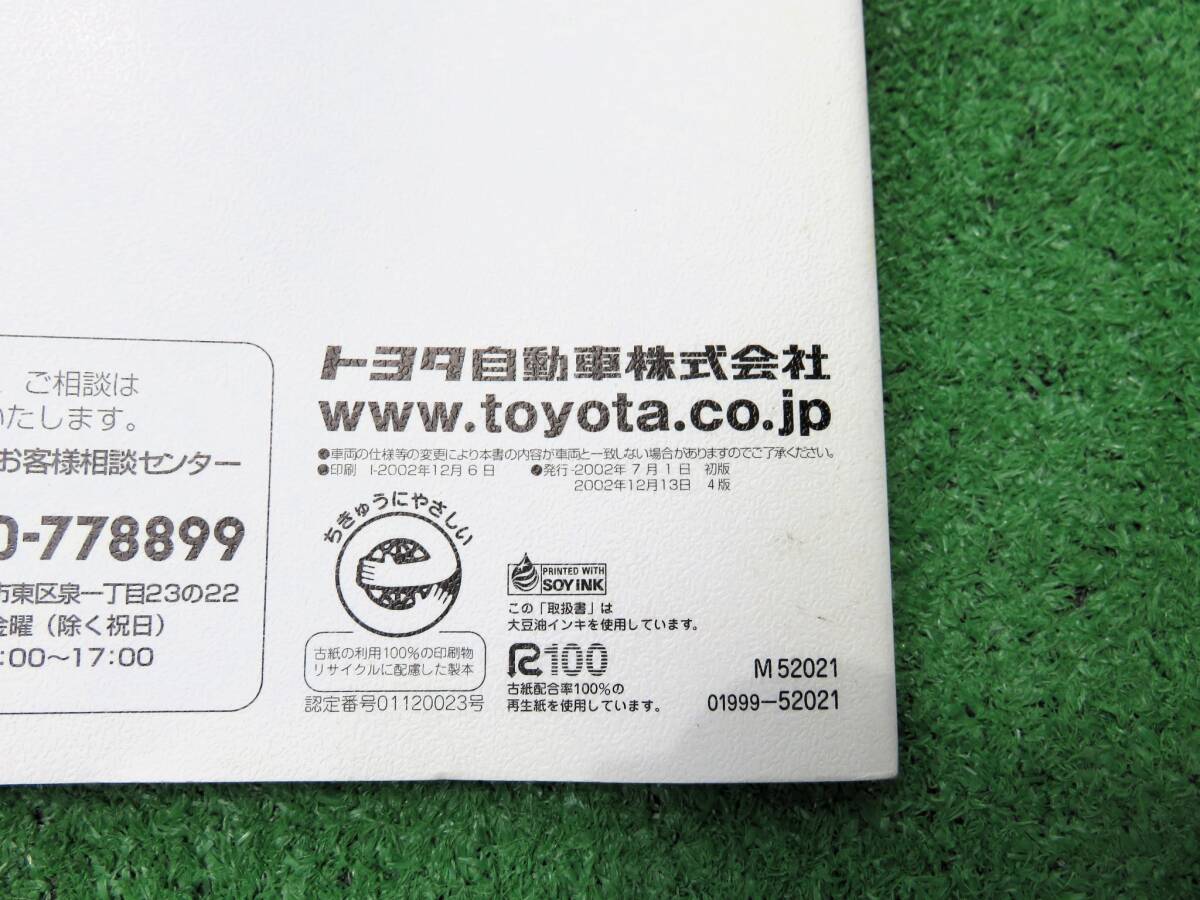 ご相談は
いたします。
お客様相談センター
0-778899
市東区泉一丁目23の22
金曜（除く祝日）
:00〜17:00
トヨタ自動車株式会社
www.toyota.co.jp
●車両の仕様等の変更により本書の内容が車両と一致しない場合がありますのでご了承ください。
●印刷 I-2002年12月6日 ●発行-2002年7月1日 初版
2002年12月13日 4版
ちきゅうにやさしい
古紙の利用100%の印刷物
リサイクルに配慮した製本
認定番号01120023号
PRINTED WITH
SOY INK
この「取扱書」は
大豆油インキを使用しています。
R100
古紙配合率100%の
再生紙を使用しています。
M 52021
01999-52021